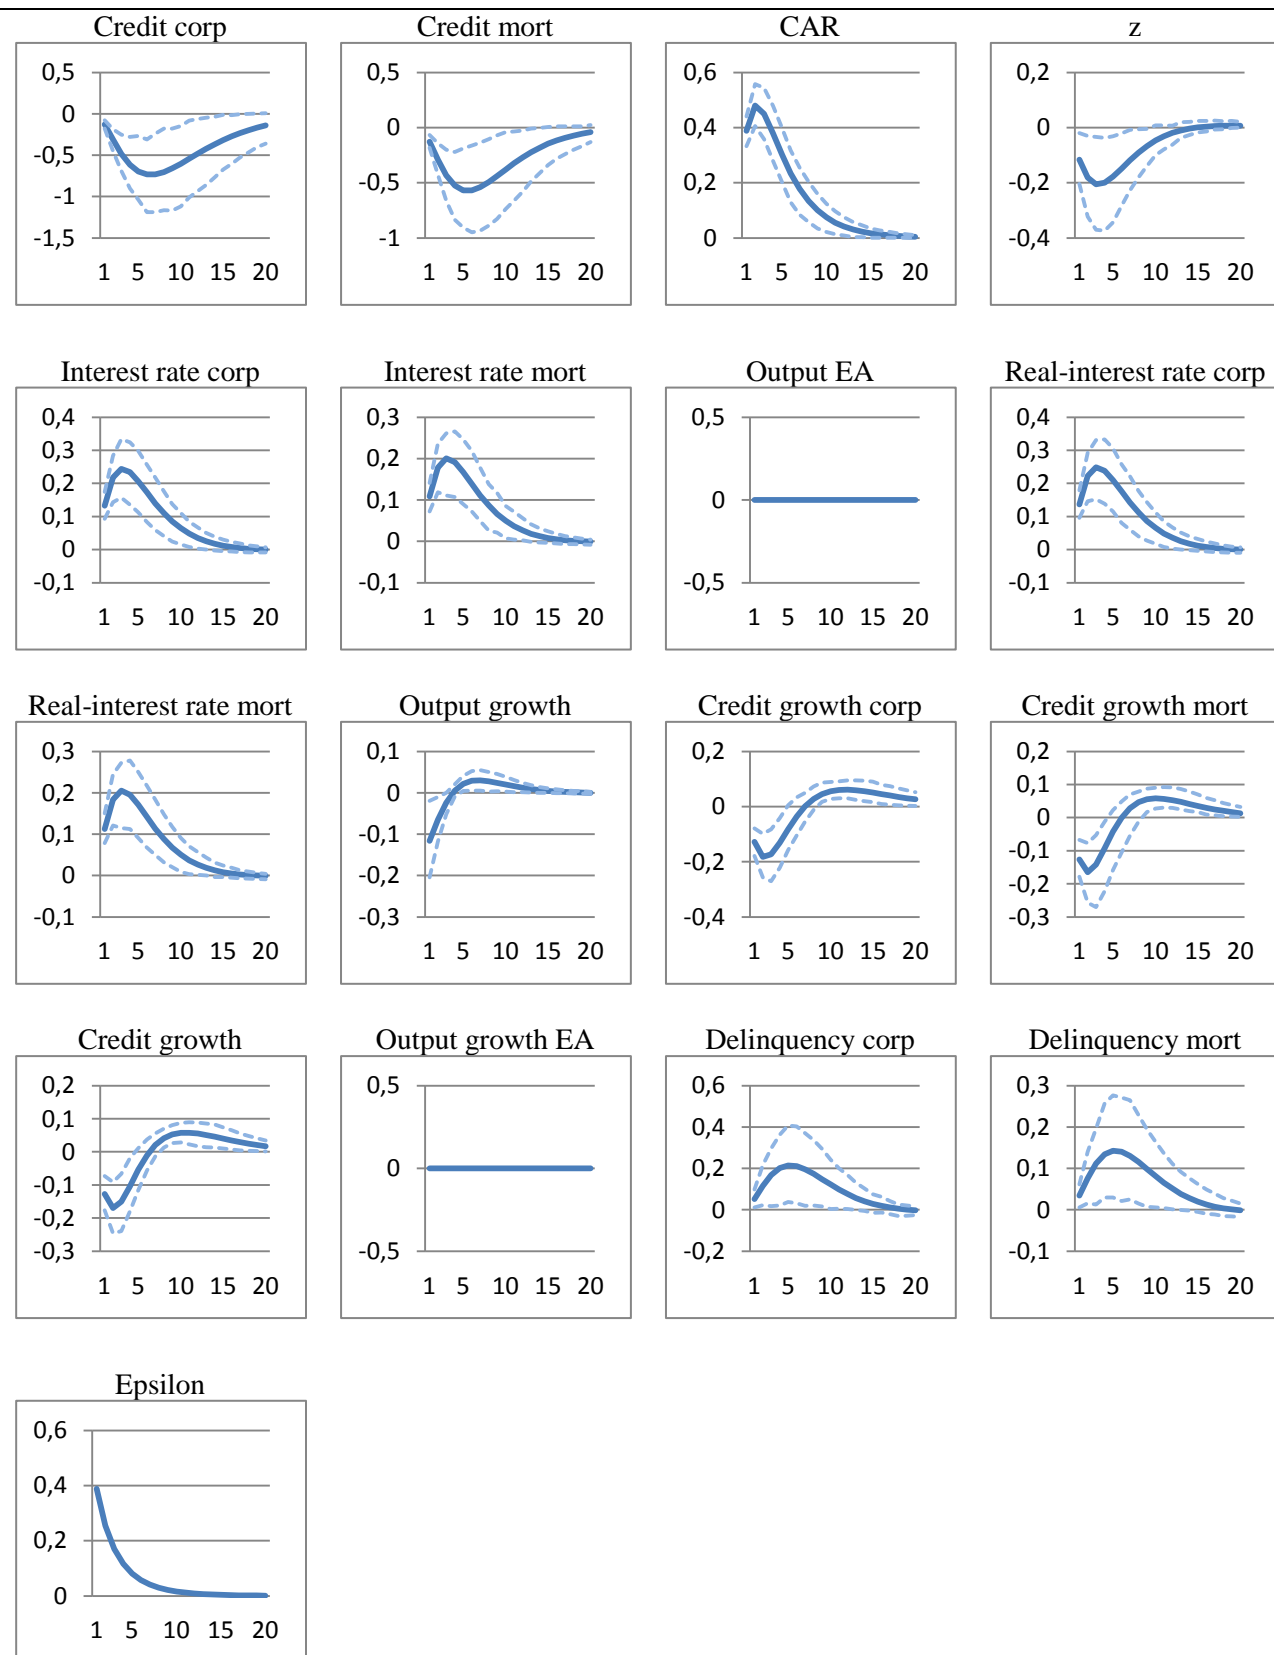 Credit corp
0,5
0
-0,5
-1
-1,5
1 5 10 15 20
Credit mort
0,5
0
-0,5
-1
1 5 10 15 20
CAR
0,6
0,4
0,2
0
1 5 10 15 20
z
0,2
0
-0,2
-0,4
1 5 10 15 20
Interest rate corp
0,4
0,3
0,2
0,1
0
-0,1
1 5 10 15 20
Interest rate mort
0,3
0,2
0,1
0
-0,1
1 5 10 15 20
Output EA
0,5
0
-0,5
1 5 10 15 20
Real-interest rate corp
0,4
0,3
0,2
0,1
0
-0,1
1 5 10 15 20
Real-interest rate mort
0,3
0,2
0,1
0
-0,1
1 5 10 15 20
Output growth
0,1
0
-0,1
-0,2
-0,3
1 5 10 15 20
Credit growth corp
0,2
0
-0,2
-0,4
1 5 10 15 20
Credit growth mort
0,2
0,1
0
-0,1
-0,2
-0,3
1 5 10 15 20
Credit growth
0,2
0,1
0
-0,1
-0,2
-0,3
1 5 10 15 20
Output growth EA
0,5
0
-0,5
1 5 10 15 20
Delinquency corp
0,6
0,4
0,2
0
-0,2
1 5 10 15 20
Delinquency mort
0,3
0,2
0,1
0
-0,1
1 5 10 15 20
Epsilon
0,6
0,4
0,2
0
1 5 10 15 20